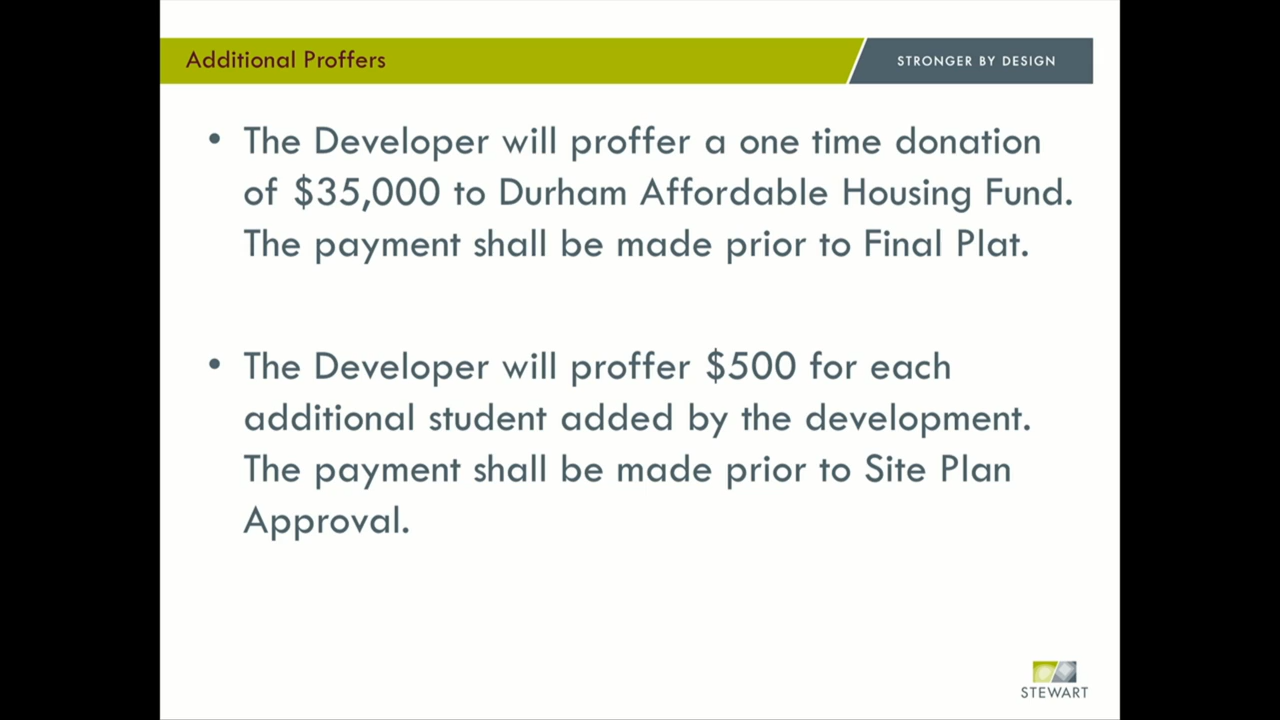 Additional Proffers
STRONGER BY DESIGN
• The Developer will proffer a one time donation
of $35,000 to Durham Affordable Housing Fund.
The payment shall be made prior to Final Plat.
• The Developer will proffer $500 for each
additional student added by the development.
The payment shall be made prior to Site Plan
Approval.
STEWART